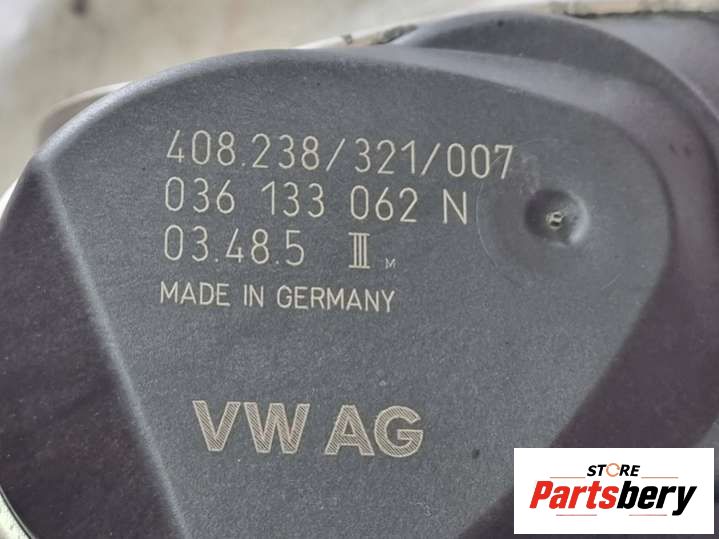 408.238/321/007
036 133 062 N
03.48.5 III M
MADE IN GERMANY
VW AG
STORE
Partsbery